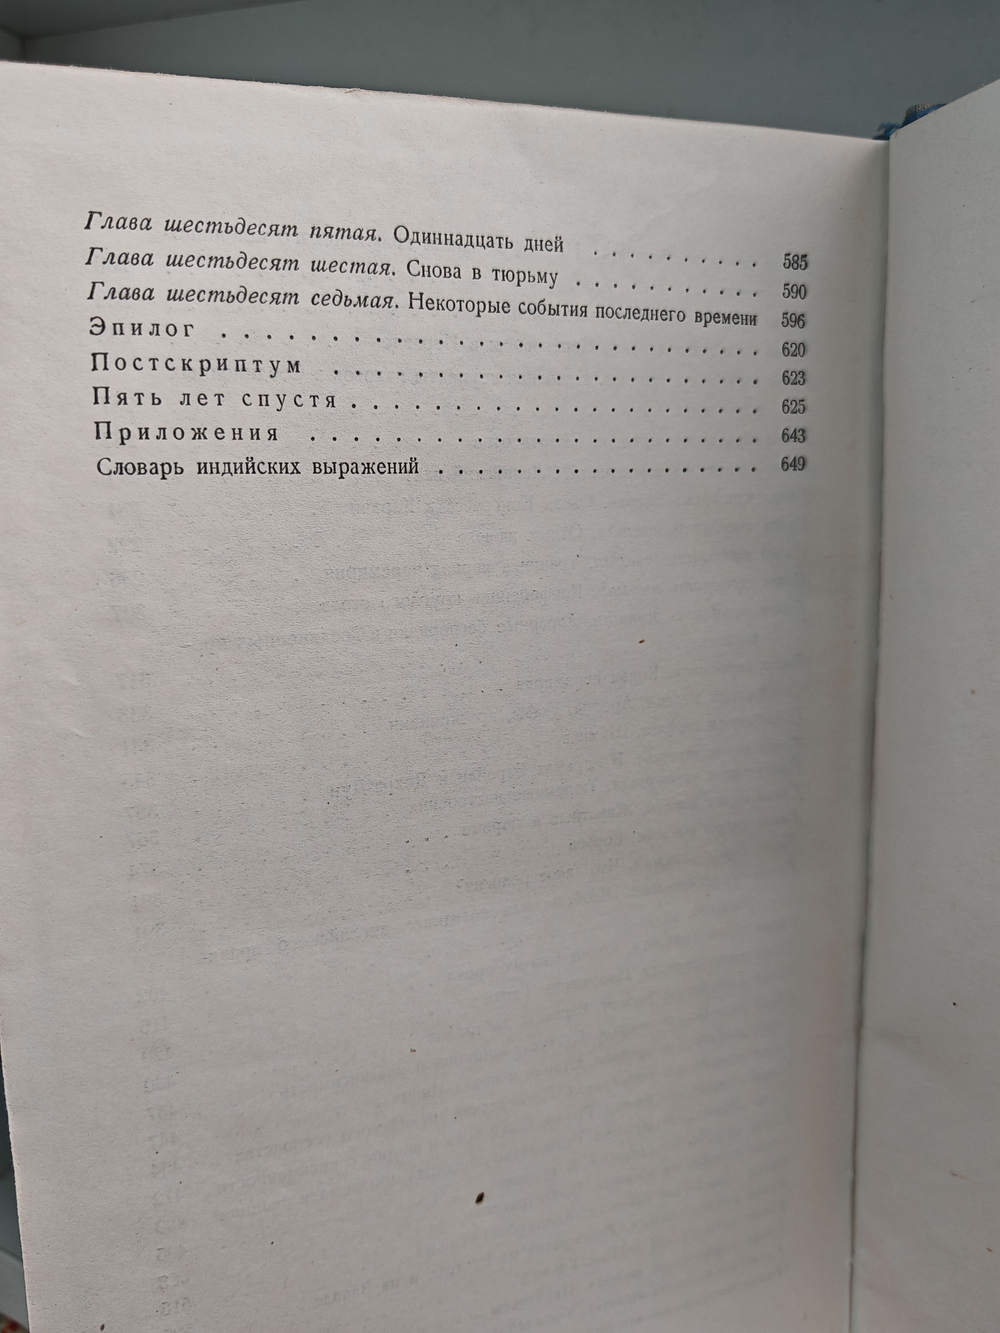 Глава шестьдесят пятая. Одиннадцать дней . . . . . . . . . . 585
Глава шестьдесят шестая. Снова в тюрьму . . . . . . . . . . . 590
Глава шестьдесят седьмая. Некоторые события последнего времени 596
Эпилог . . . . . . . . . . . . . . . . . . . . 620
Постскриптум . . . . . . . . . . . . . . . . . 623
Пять лет спустя . . . . . . . . . . . . . . . . 625
Приложения . . . . . . . . . . . . . . . . . . 643
Словарь индийских выражений . . . . . . . . . . . . . 649